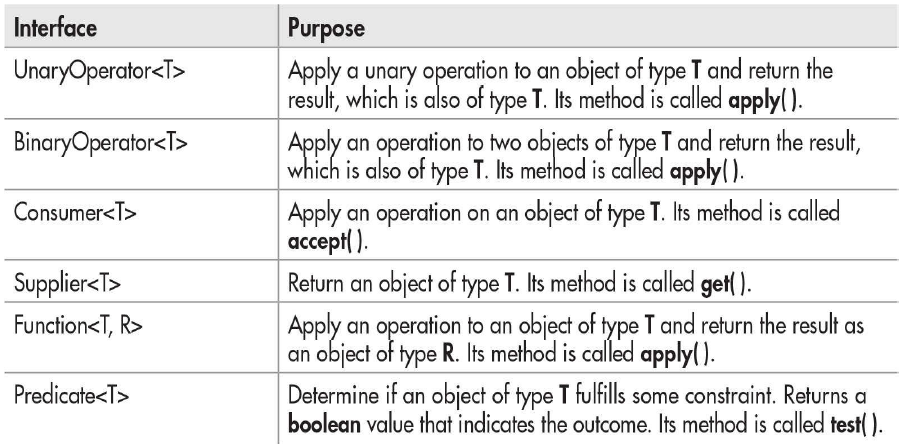 Interface Purpose
UnaryOperator<T> Apply a unary operation to an object of type T and return the
result, which is also of type T. Its method is called apply( ).
BinaryOperator<T> Apply an operation to two objects of type T and return the result,
which is also of type T. Its method is called apply( ).
Consumer<T> Apply an operation on an object of type T. Its method is called
accept( ).
Supplier<T> Return an object of type T. Its method is called get( ).
Function<T, R> Apply an operation to an object of type T and return the result as
an object of type R. Its method is called apply( ).
Predicate<T> Determine if an object of type T fulfills some constraint. Returns a
boolean value that indicates the outcome. Its method is called test( ).